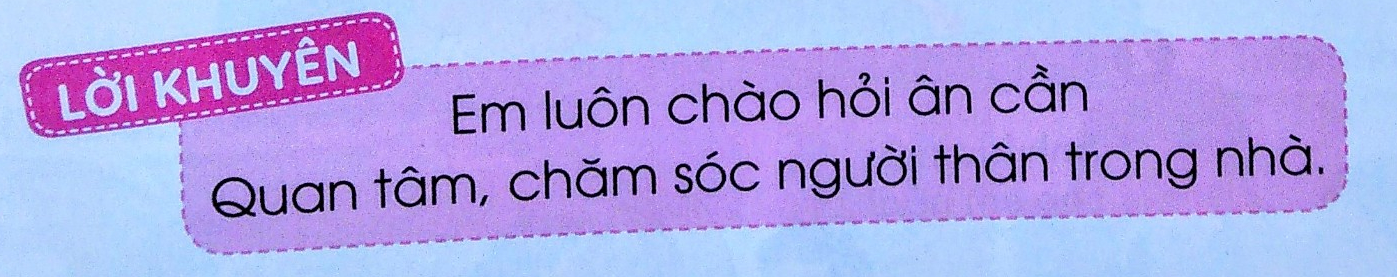 LỜI KHUYÊN
Em luôn chào hỏi ân cần
Quan tâm, chăm sóc người thân trong nhà.